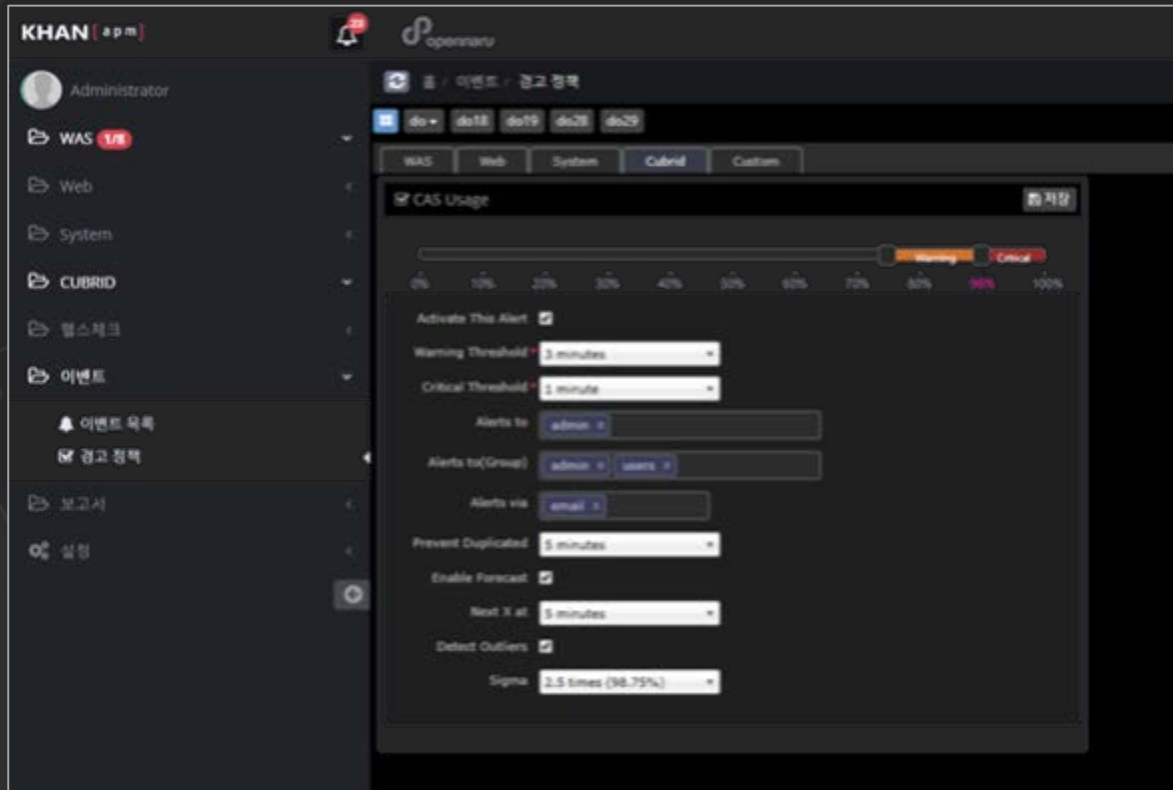 KHAN [apm]
23
opennaru
Administrator
홈 / 이벤트 / 경고 정책
do do18 do19 do28 do29
WAS 1/8
Web
System
CUBRID
헬스체크
이벤트
이벤트 목록
경고 정책
보고서
설정
WAS Web System Cubrid Custom
CAS Usage 저장
Warning Critical
0% 10% 20% 30% 40% 50% 60% 70% 80% 90% 100%
Activate This Alert
Warning Threshold * 3 minutes
Critical Threshold * 1 minute
Alerts to admin ×
Alerts to(Group) admin × users ×
Alerts via email ×
Prevent Duplicated 5 minutes
Enable Forecast
Next X at 5 minutes
Detect Outliers
Sigma 2.5 times (98.75%)